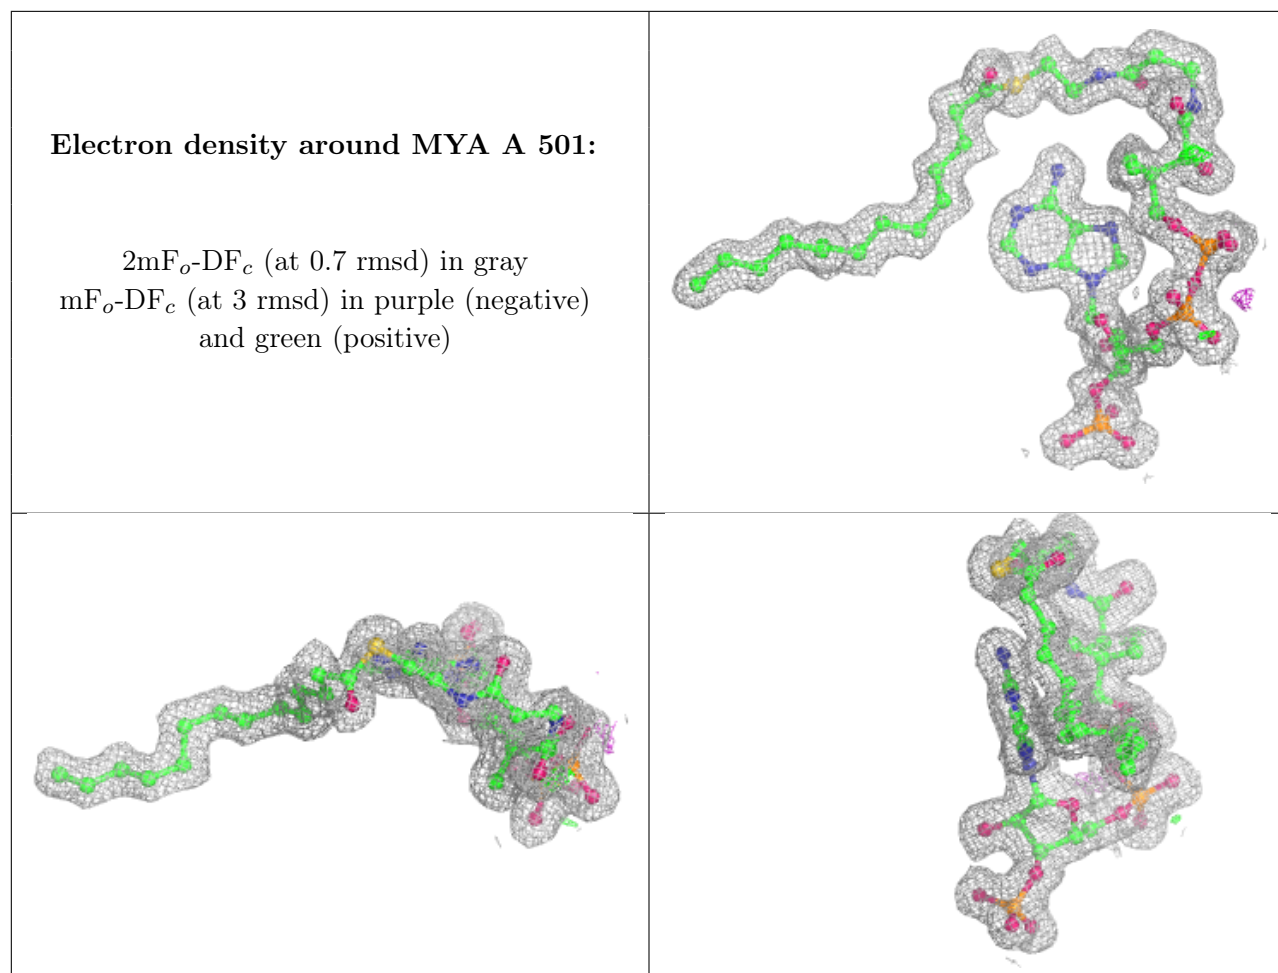 Electron density around MYA A 501:
2mFo-DFc (at 0.7 rmsd) in gray
mFo-DFc (at 3 rmsd) in purple (negative)
and green (positive)